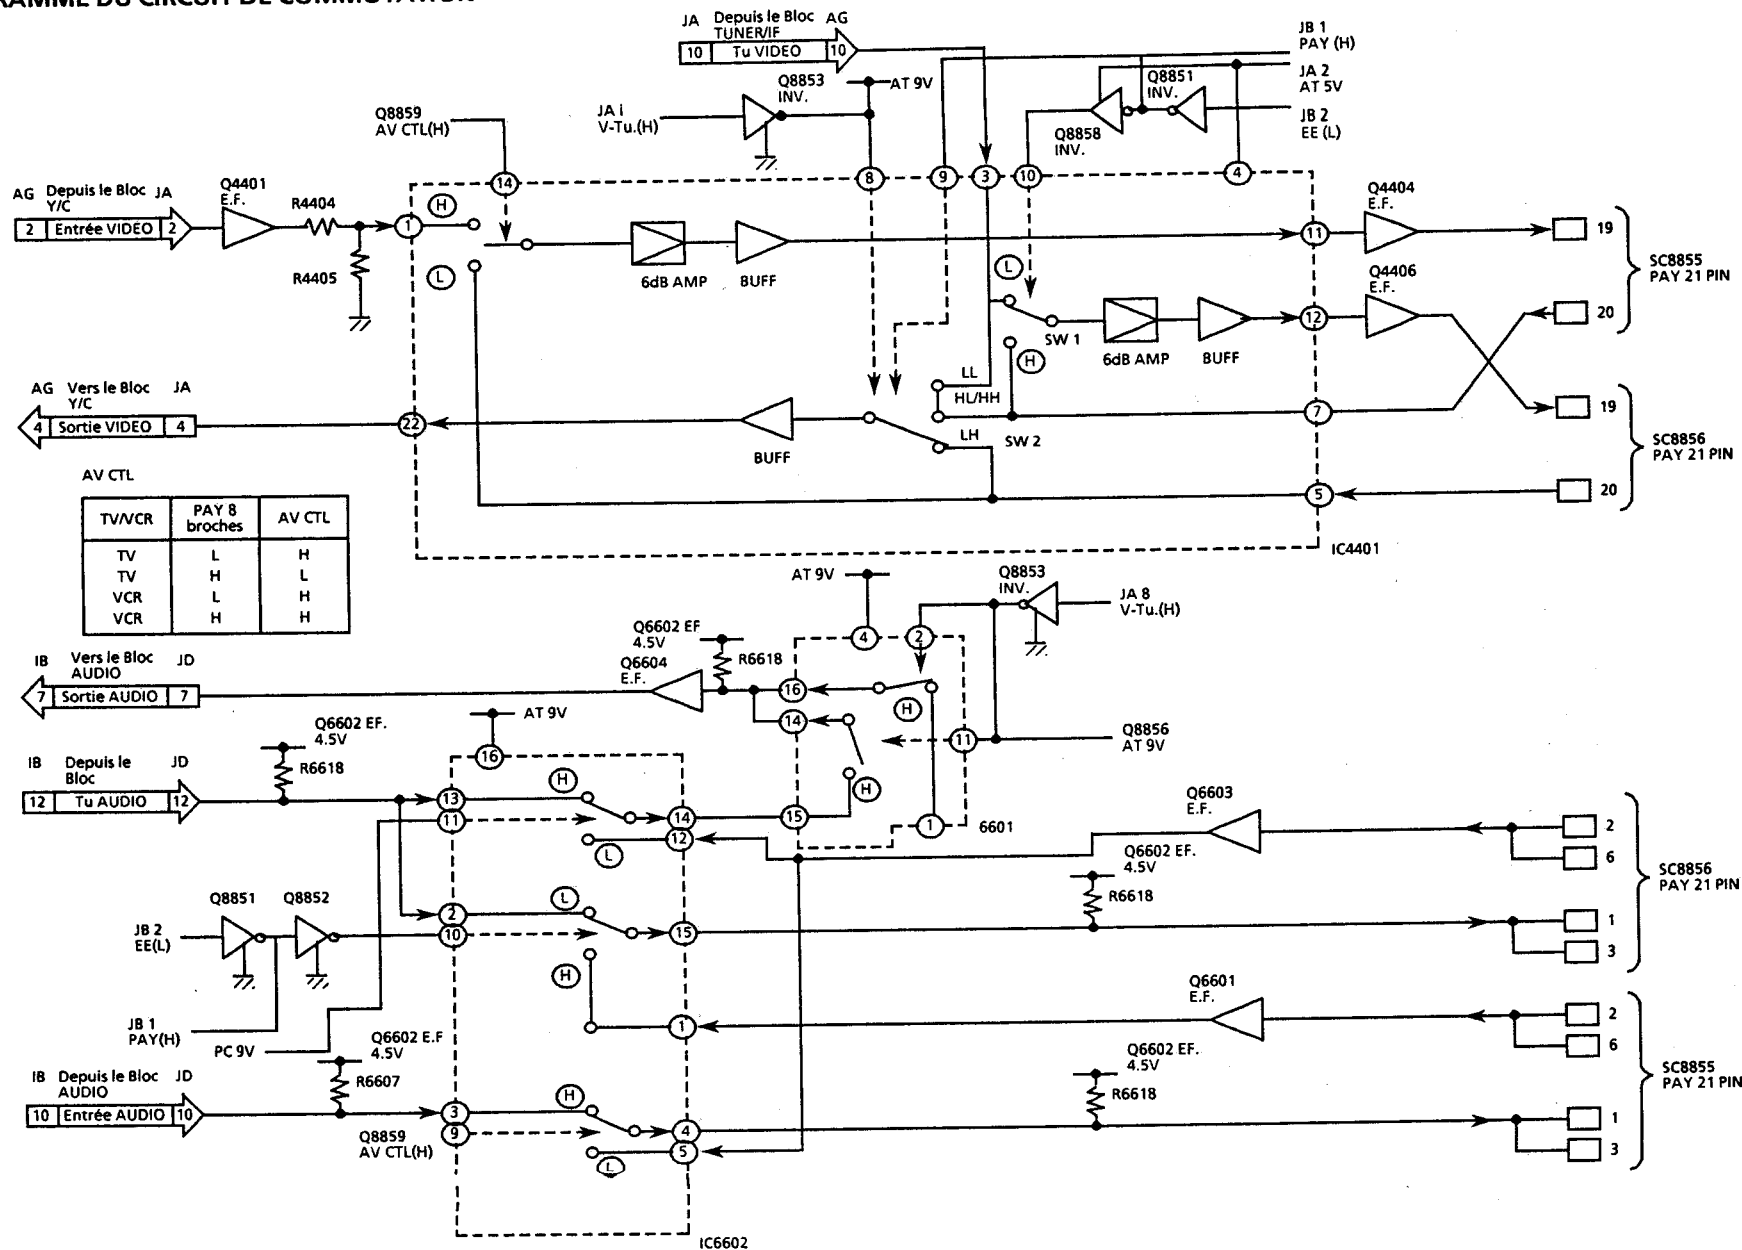 RAMME DU CIRCUIT DE COMMUTATION
JA Depuis le Bloc AG
TUNER/IF
10 Tu VIDEO 10
JB 1
PAY (H)
JA 2
AT 5V
JB 2
EE (L)
Q8853
INV.
AT 9V
Q8851
INV.
Q8858
INV.
Q8859
AV CTL(H)
JA i
V-Tu.(H)
14
8
9
3
10
4
AG Depuis le Bloc JA
Y/C
2 Entrée VIDEO 2
Q4401
E.F.
R4404
R4405
1
H
L
6dB AMP
BUFF
11
Q4404
E.F.
19
SC8855
PAY 21 PIN
20
L
SW 1
H
6dB AMP
BUFF
12
Q4406
E.F.
LL
HL/HH
LH
SW 2
7
19
SC8856
PAY 21 PIN
20
AG Vers le Bloc JA
Y/C
4 Sortie VIDEO 4
22
BUFF
5
IC4401
AV CTL
TV/VCR PAY 8 broches AV CTL
TV L H
TV H L
VCR L H
VCR H H
AT 9V
Q8853
INV.
JA 8
V-Tu.(H)
4
2
Q6602 EF
4.5V
R6618
Q6604
E.F.
IB Vers le Bloc JD
AUDIO
7 Sortie AUDIO 7
16
H
14
11
H
Q8856
AT 9V
15
1
6601
AT 9V
16
Q6602 EF.
4.5V
R6618
IB Depuis le JD
Bloc
12 Tu AUDIO 12
13
11
H
L
14
12
Q6603
E.F.
2
6
Q6602 EF.
4.5V
R6618
SC8856
PAY 21 PIN
1
3
Q8851
Q8852
JB 2
EE(L)
2
10
L
H
15
1
Q6601
E.F.
2
6
JB 1
PAY(H)
PC 9V
Q6602 E.F
4.5V
R6607
Q6602 EF.
4.5V
R6618
SC8855
PAY 21 PIN
1
3
IB Depuis le Bloc JD
AUDIO
10 Entrée AUDIO 10
Q8859
AV CTL(H)
3
9
H
L
4
5
IC6602